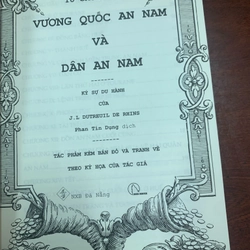 VƯƠNG QUỐC AN NAM
VÀ
DÂN AN NAM
KÝ SỰ DU HÀNH
CỦA
J.L DUTREUIL DE RHINS
Phan Tín Dụng dịch
TÁC PHẨM KÈM BẢN ĐỒ VÀ TRANH VẼ
THEO KÝ HỌA CỦA TÁC GIẢ
NXB Đà Nẵng